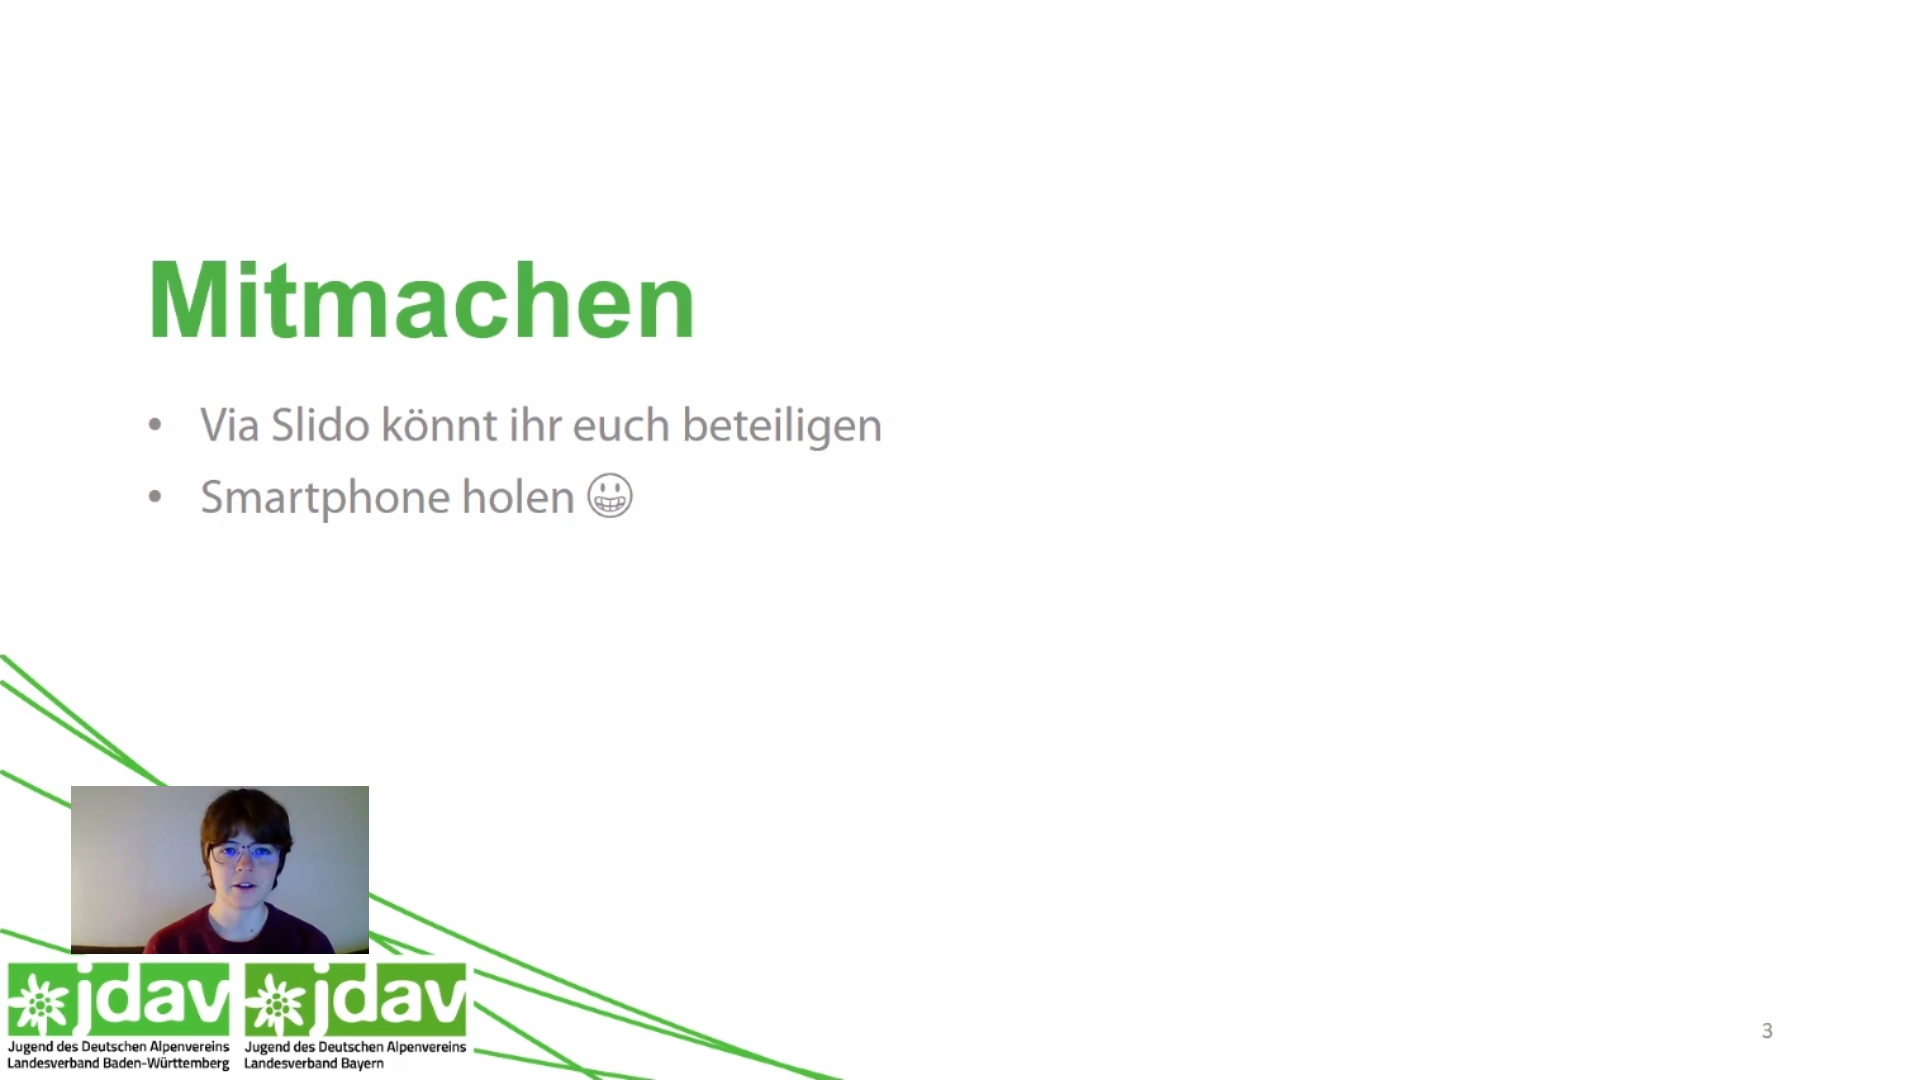 Mitmachen
• Via Slido könnt ihr euch beteiligen
• Smartphone holen 😀
jdav
Jugend des Deutschen Alpenvereins
Landesverband Baden-Württemberg
jdav
Jugend des Deutschen Alpenvereins
Landesverband Bayern
3